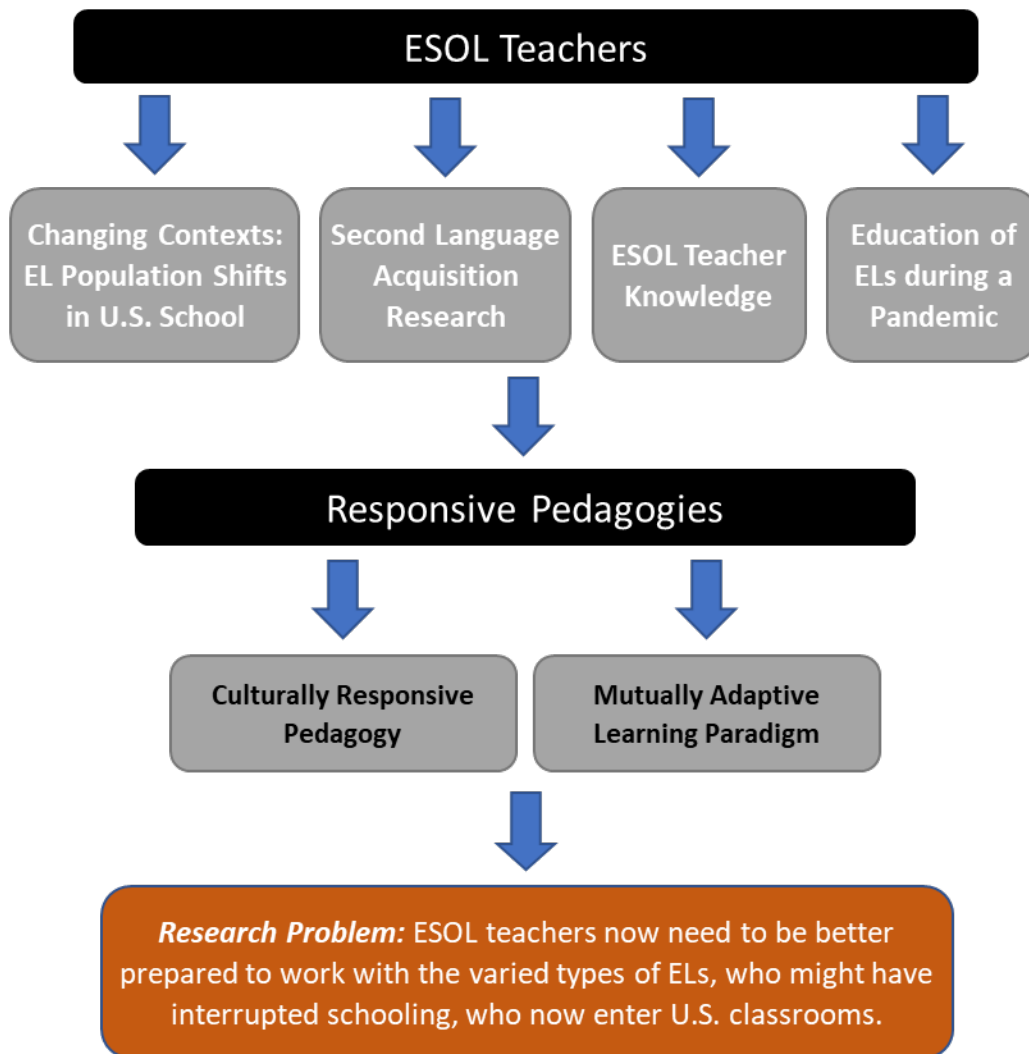 ESOL Teachers
Changing Contexts:
EL Population Shifts
in U.S. School
Second Language
Acquisition
Research
ESOL Teacher
Knowledge
Education of
ELs during a
Pandemic
Responsive Pedagogies
Culturally Responsive
Pedagogy
Mutually Adaptive
Learning Paradigm
Research Problem: ESOL teachers now need to be better
prepared to work with the varied types of ELs, who might have
interrupted schooling, who now enter U.S. classrooms.